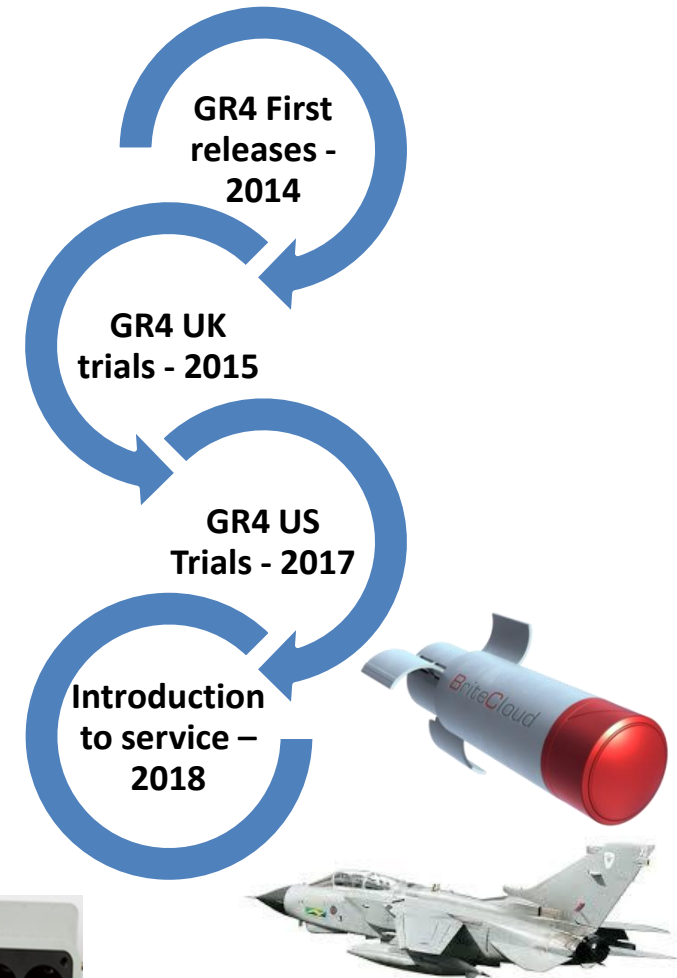 GR4 First
releases -
2014
GR4 UK
trials - 2015
GR4 US
Trials - 2017
Introduction
to service –
2018
BriteCloud